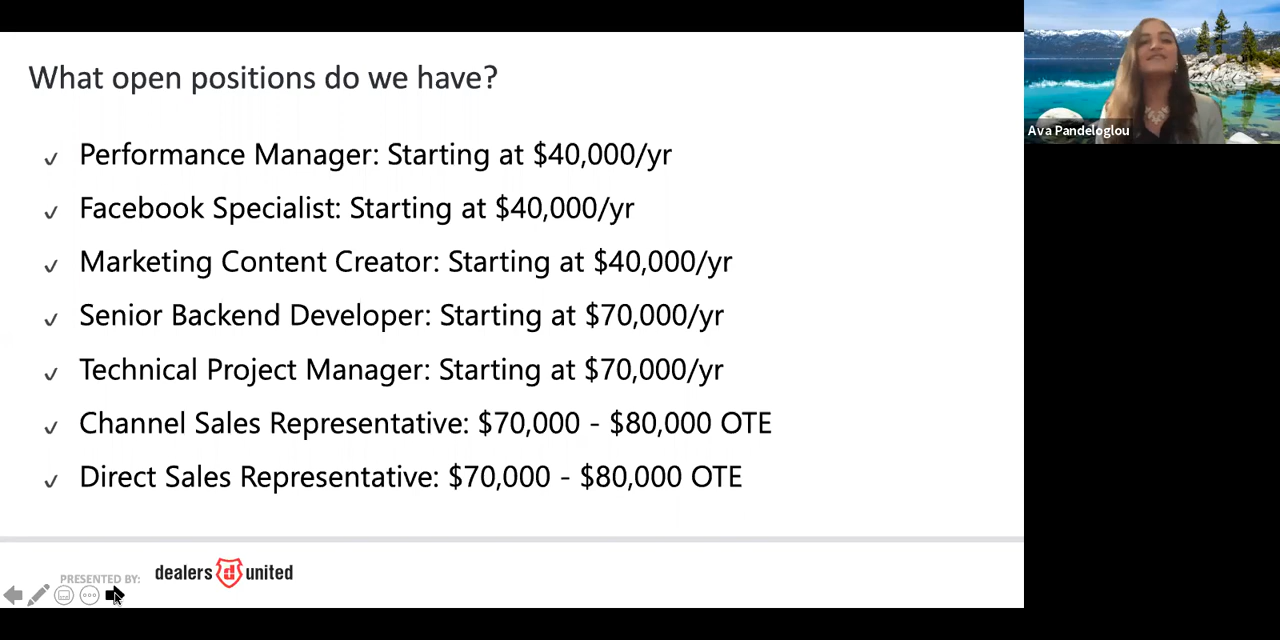 What open positions do we have?
Performance Manager: Starting at $40,000/yr
Facebook Specialist: Starting at $40,000/yr
Marketing Content Creator: Starting at $40,000/yr
Senior Backend Developer: Starting at $70,000/yr
Technical Project Manager: Starting at $70,000/yr
Channel Sales Representative: $70,000 - $80,000 OTE
Direct Sales Representative: $70,000 - $80,000 OTE
PRESENTED BY: dealers d united
Ava Pandeloglou